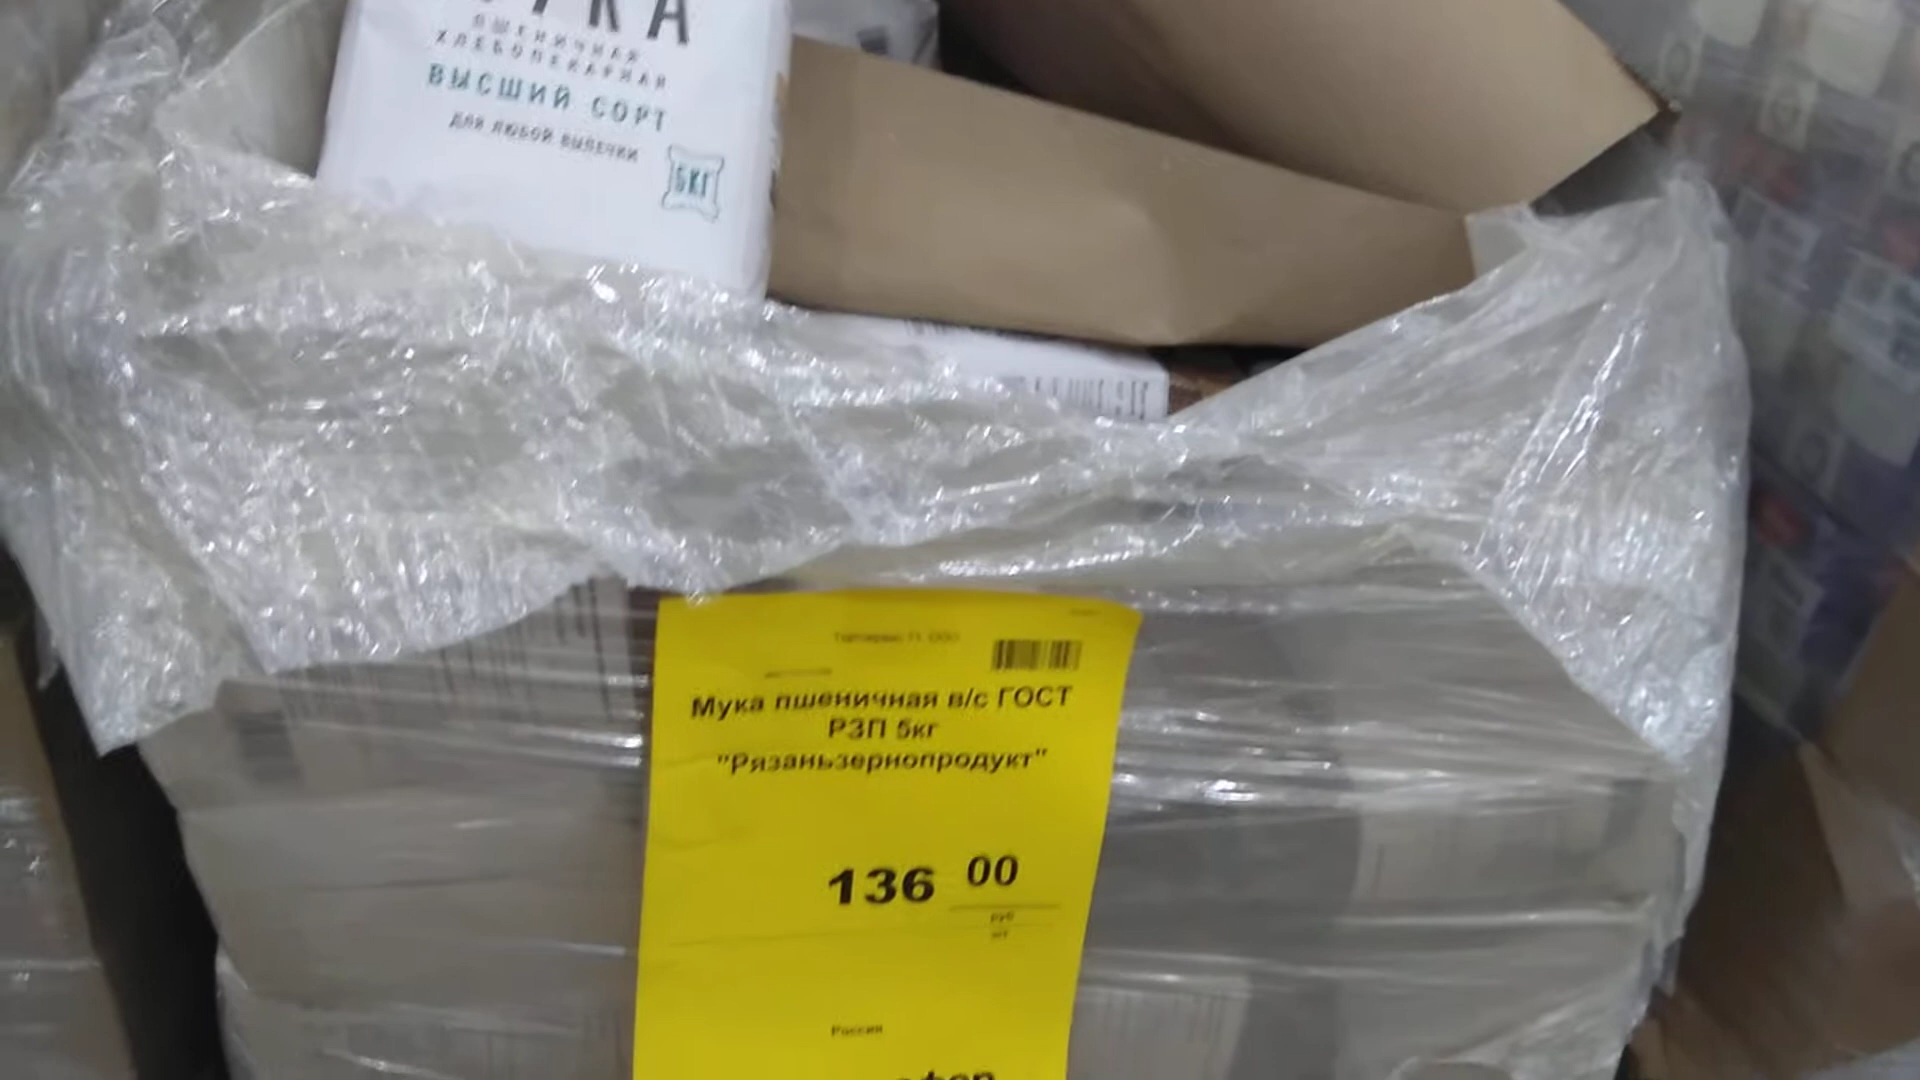 ПШЕНИЧНАЯ
ХЛЕБОПЕКАРНАЯ
ВЫСШИЙ СОРТ
ДЛЯ ЛЮБОЙ ВЫПЕЧКИ
5КГ
Мука пшеничная в/с ГОСТ
РЗП 5кг
"Рязаньзернопродукт"
136 00
руб
шт
Россия